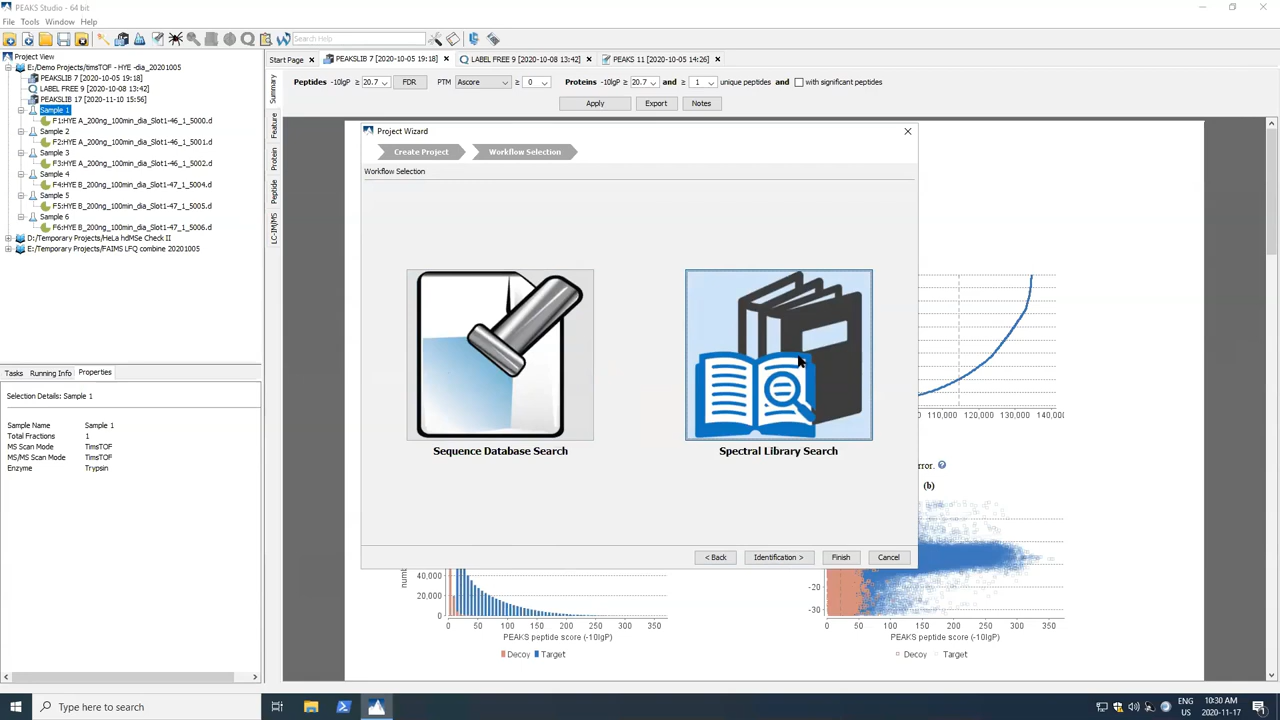 PEAKS Studio - 64 bit
File Tools Window Help
Search Help
Project View
E:/Demo Projects/timsTOF - HYE -dia_20201005
PEAKSLIB 7 [2020-10-05 19:18]
LABEL FREE 9 [2020-10-08 13:42]
PEAKSLIB 17 [2020-11-10 15:56]
Sample 1
F1:HYE A_200ng_100min_dia_Slot1-46_1_5000.d
Sample 2
F2:HYE A_200ng_100min_dia_Slot1-46_1_5001.d
Sample 3
F3:HYE A_200ng_100min_dia_Slot1-46_1_5002.d
Sample 4
F4:HYE B_200ng_100min_dia_Slot1-47_1_5004.d
Sample 5
F5:HYE B_200ng_100min_dia_Slot1-47_1_5005.d
Sample 6
F6:HYE B_200ng_100min_dia_Slot1-47_1_5006.d
D:/Temporary Projects/HeLa hdMSe Check II
E:/Temporary Projects/FAIMS LFQ combine 20201005
Tasks Running Info Properties
Selection Details: Sample 1
Sample Name Sample 1
Total Fractions 1
MS Scan Mode TimsTOF
MS/MS Scan Mode TimsTOF
Enzyme Trypsin
Start Page PEAKSLIB 7 [2020-10-05 19:18] LABEL FREE 9 [2020-10-08 13:42] PEAKS 11 [2020-10-05 14:26]
Summary
Feature
Protein
Peptide
LC-IM/MS
Peptides -10lgP ≥ 20.7 FDR PTM Ascore ≥ 0 Proteins -10lgP ≥ 20.7 and ≥ 1 unique peptides and with significant peptides
Apply Export Notes
Project Wizard
Create Project Workflow Selection
Workflow Selection
Sequence Database Search
Spectral Library Search
< Back Identification > Finish Cancel
110,000 120,000 130,000 140,000
rror.
(b)
40,000
20,000
0
0 50 100 150 200 250 300 350
PEAKS peptide score (-10lgP)
Decoy Target
-20
-30
0 50 100 150 200 250 300 350
PEAKS peptide score (-10lgP)
Decoy Target
Type here to search
ENG
US
10:30 AM
2020-11-17
1